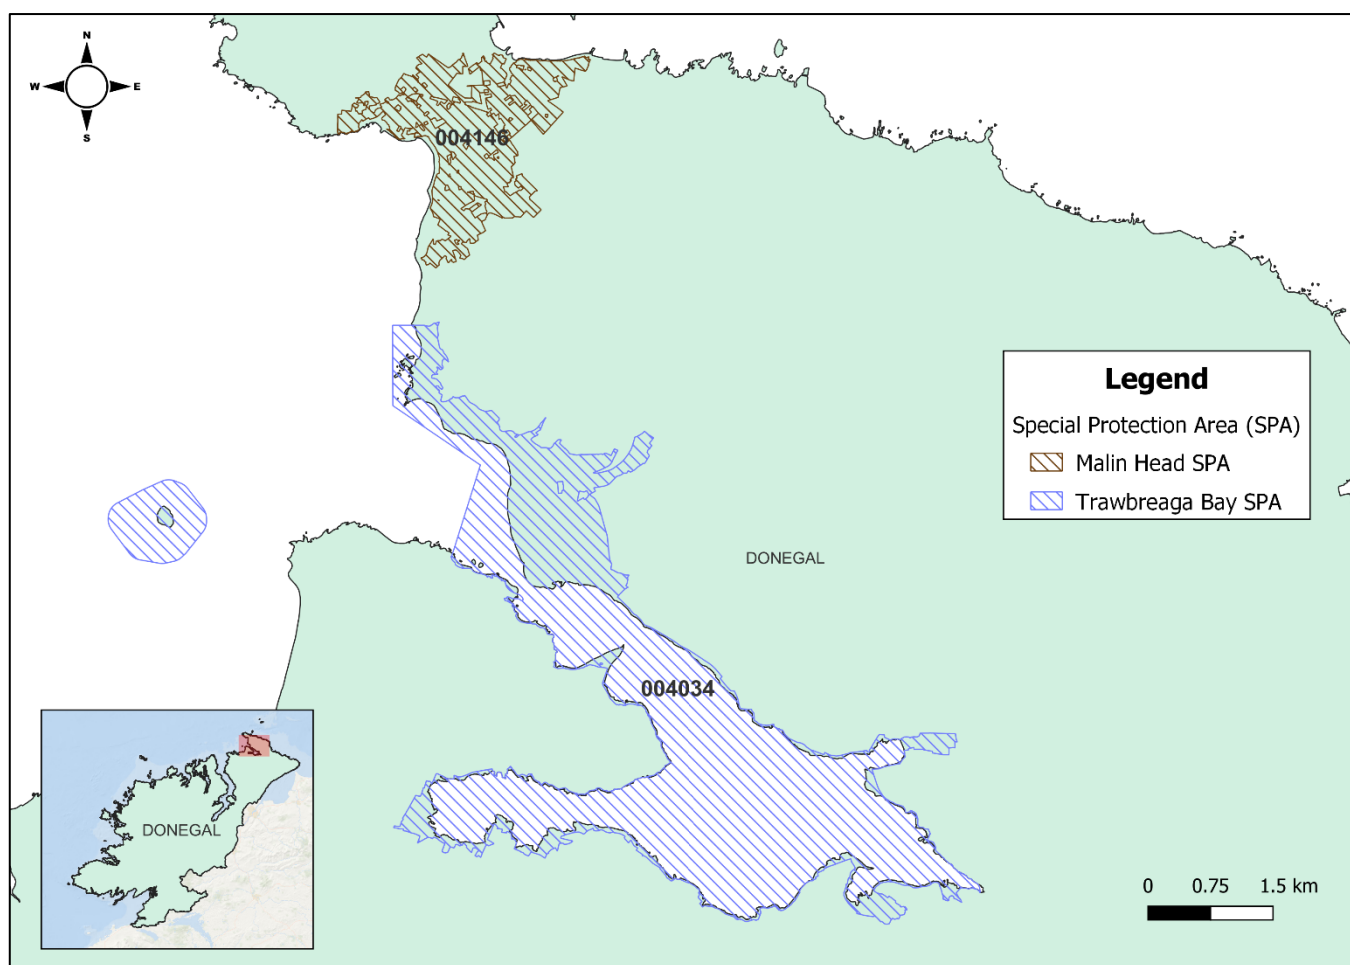 N
W E
S
004146
Legend
Special Protection Area (SPA)
Malin Head SPA
Trawbreaga Bay SPA
DONEGAL
004034
DONEGAL
0 0.75 1.5 km